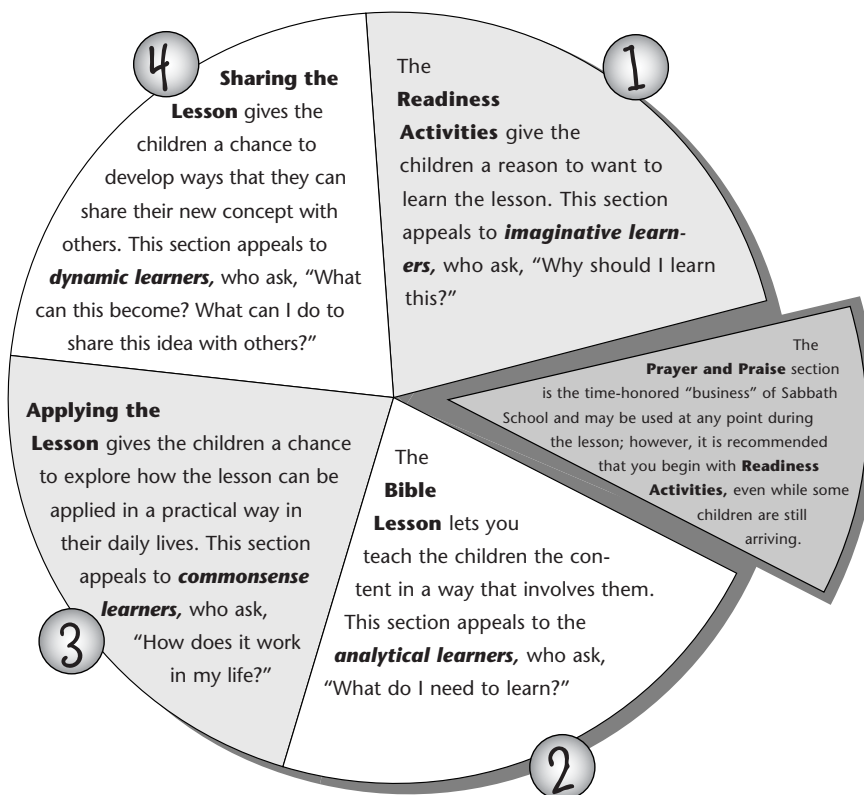 1
The
Readiness
Activities give the
children a reason to want to
learn the lesson. This section
appeals to imaginative learn-
ers, who ask, “Why should I learn
this?”
The
Prayer and Praise section
is the time-honored “business” of Sabbath
School and may be used at any point during
the lesson; however, it is recommended
that you begin with Readiness
Activities, even while some
children are still
arriving.
2
The
Bible
Lesson lets you
teach the children the con-
tent in a way that involves them.
This section appeals to the
analytical learners, who ask,
“What do I need to learn?”
3
Applying the
Lesson gives the children a chance
to explore how the lesson can be
applied in a practical way in
their daily lives. This section
appeals to commonsense
learners, who ask,
“How does it work
in my life?”
4
Sharing the
Lesson gives the
children a chance to
develop ways that they can
share their new concept with
others. This section appeals to
dynamic learners, who ask, “What
can this become? What can I do to
share this idea with others?”